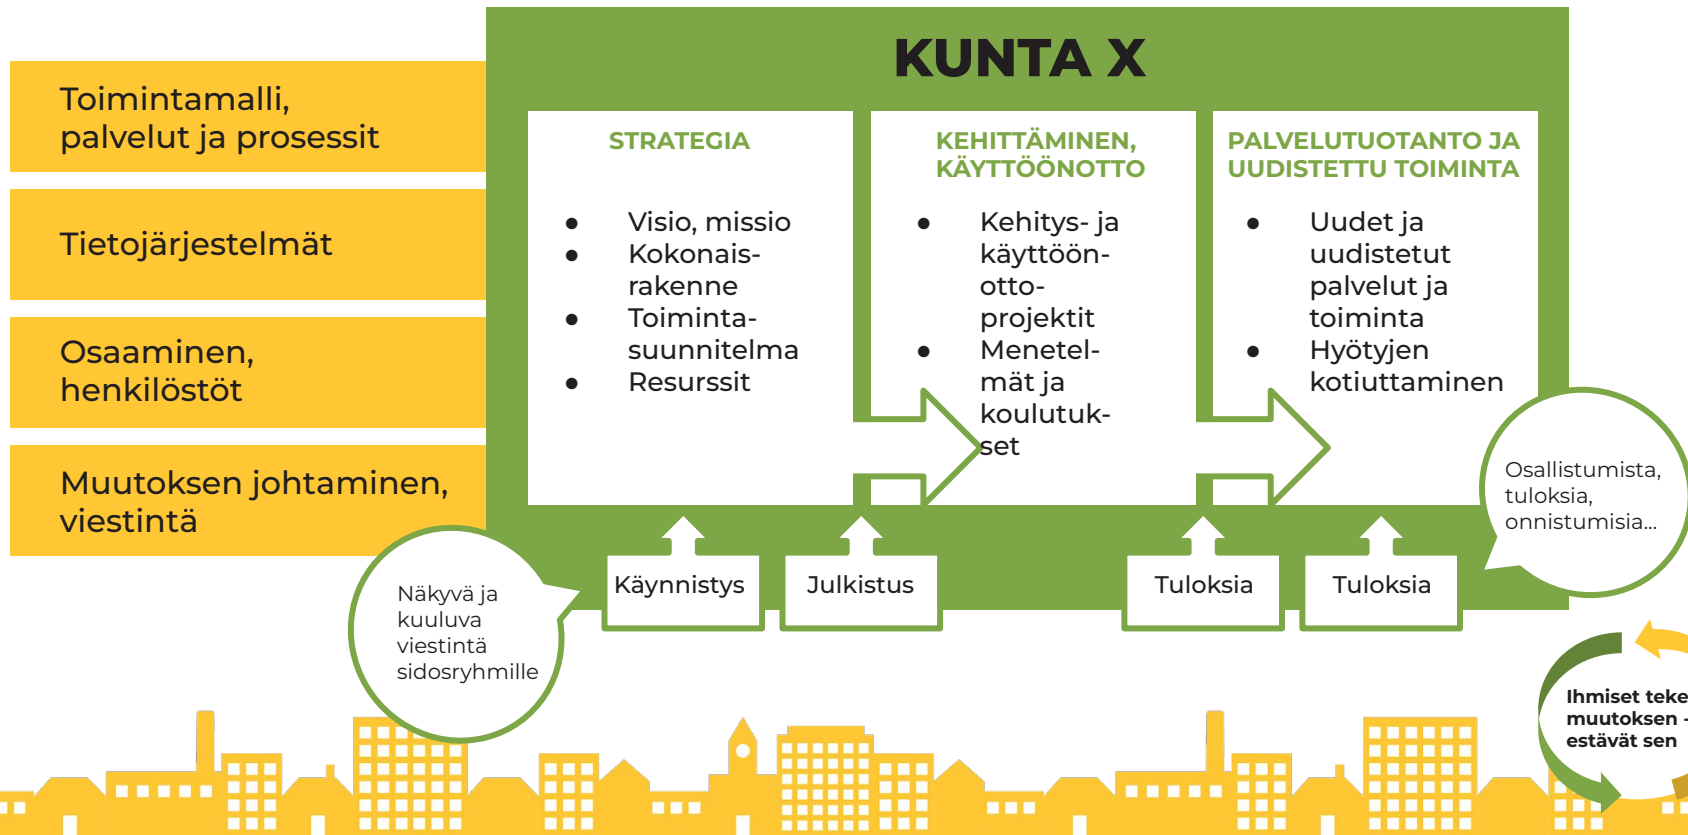 KUNTA X
Toimintamalli,
palvelut ja prosessit
Tietojärjestelmät
Osaaminen,
henkilöstöt
Muutoksen johtaminen,
viestintä
STRATEGIA
● Visio, missio
● Kokonais-
rakenne
● Toiminta-
suunnitelma
● Resurssit
KEHITTÄMINEN,
KÄYTTÖÖNOTTO
● Kehitys- ja
käyttöön-
otto-
projektit
● Menetel-
mät ja
koulutuk-
set
PALVELUTUOTANTO JA
UUDISTETTU TOIMINTA
● Uudet ja
uudistetut
palvelut ja
toiminta
● Hyötyjen
kotiuttaminen
Osallistumista,
tuloksia,
onnistumisia...
Käynnistys
Julkistus
Tuloksia
Tuloksia
Näkyvä ja
kuuluva
viestintä
sidosryhmille
Ihmiset
muutoksen -
estävät sen